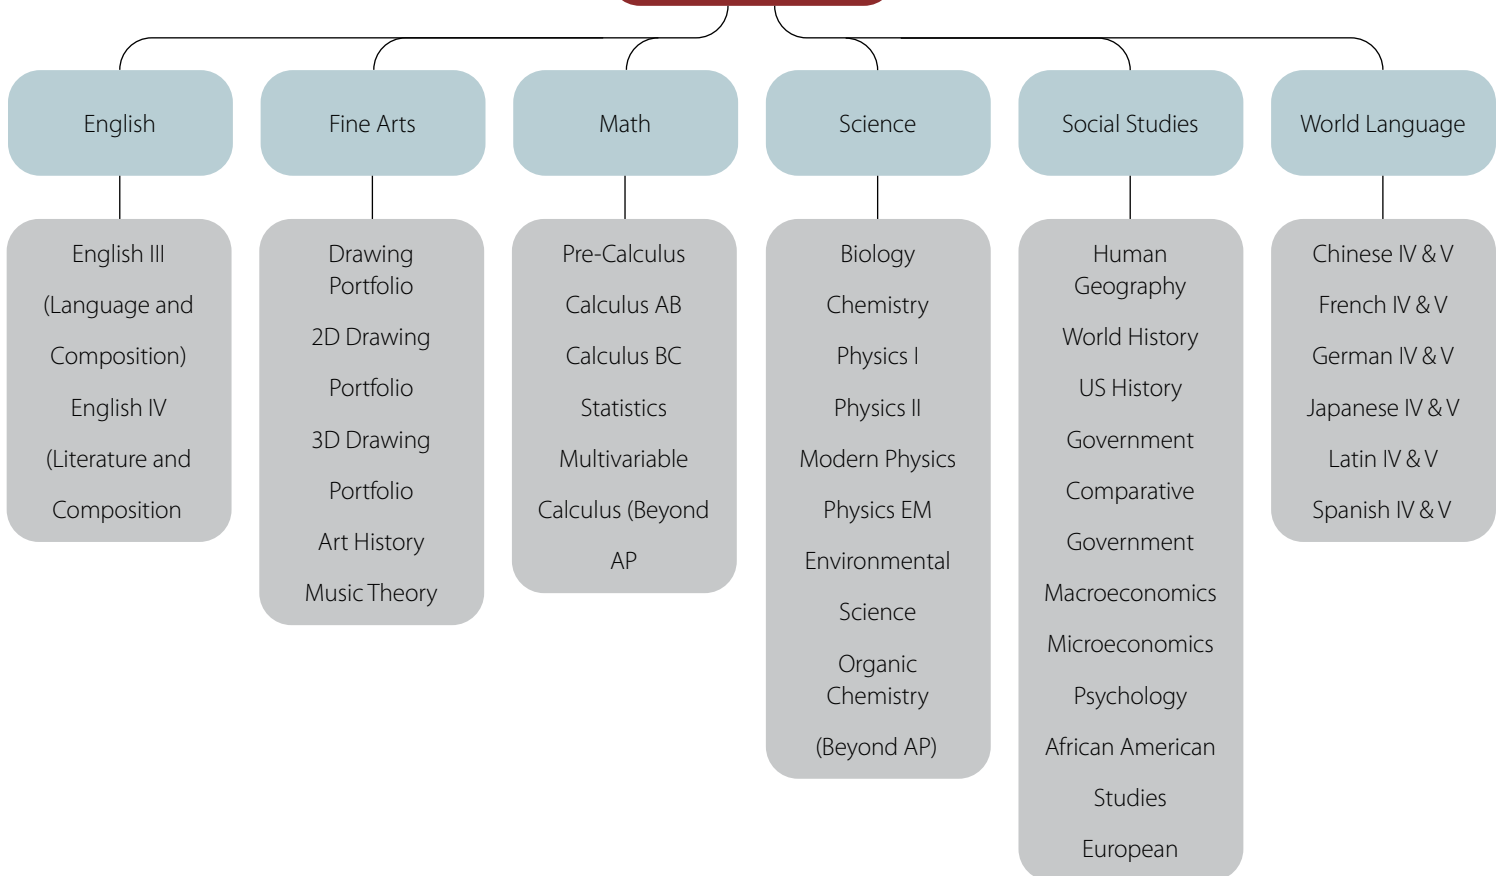 English
Fine Arts
Math
Science
Social Studies
World Language
English III
(Language and
Composition)
English IV
(Literature and
Composition
Drawing
Portfolio
2D Drawing
Portfolio
3D Drawing
Portfolio
Art History
Music Theory
Pre-Calculus
Calculus AB
Calculus BC
Statistics
Multivariable
Calculus (Beyond
AP
Biology
Chemistry
Physics I
Physics II
Modern Physics
Physics EM
Environmental
Science
Organic
Chemistry
(Beyond AP)
Human
Geography
World History
US History
Government
Comparative
Government
Macroeconomics
Microeconomics
Psychology
African American
Studies
European
Chinese IV & V
French IV & V
German IV & V
Japanese IV & V
Latin IV & V
Spanish IV & V